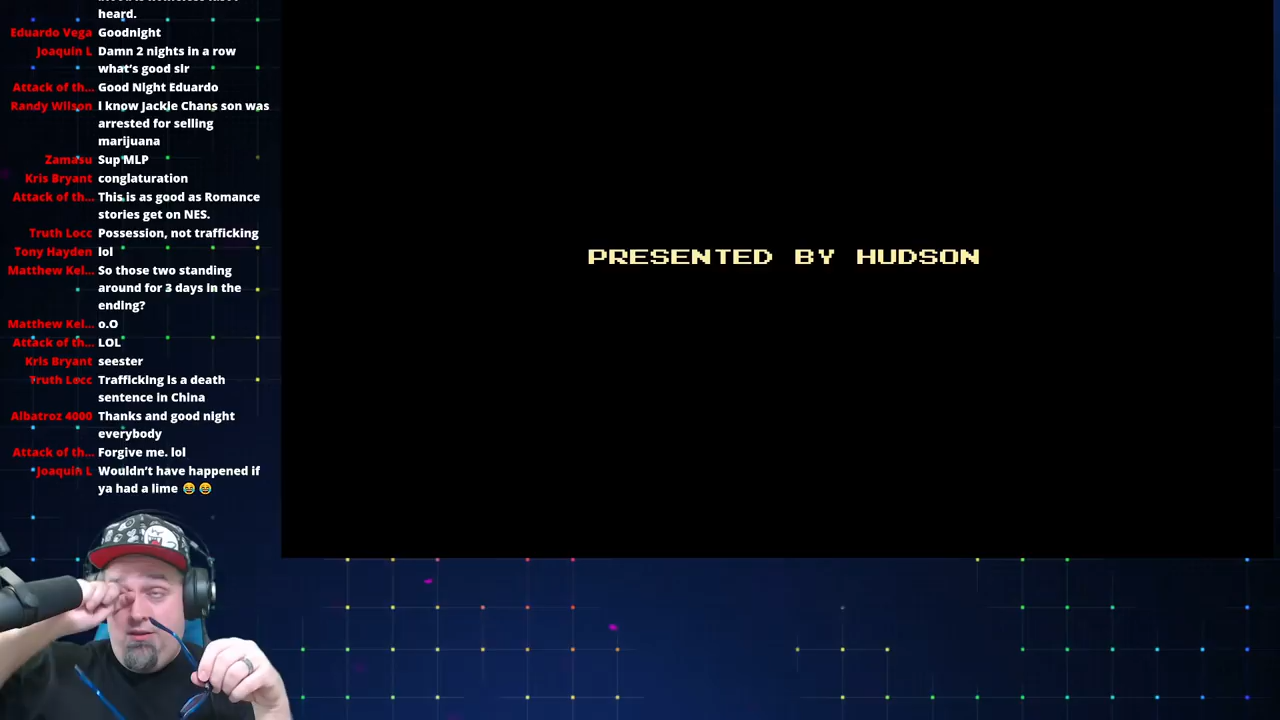 heard.
Eduardo Vega Goodnight
Joaquin L Damn 2 nights in a row
what's good sir
Attack of th... Good Night Eduardo
Randy Wilson I know Jackie Chans son was
arrested for selling
marijuana
Zamasu Sup MLP
Kris Bryant conglaturation
Attack of th... This is as good as Romance
stories get on NES.
Truth Locc Possession, not trafficking
Tony Hayden lol
Matthew Kel... So those two standing
around for 3 days in the
ending?
Matthew Kel... o.O
Attack of th... LOL
Kris Bryant seester
Truth Locc Trafficking is a death
sentence in China
Albatroz 4000 Thanks and good night
everybody
Attack of th... Forgive me. lol
Joaquin L Wouldn't have happened if
ya had a lime 😂 😂
PRESENTED BY HUDSON